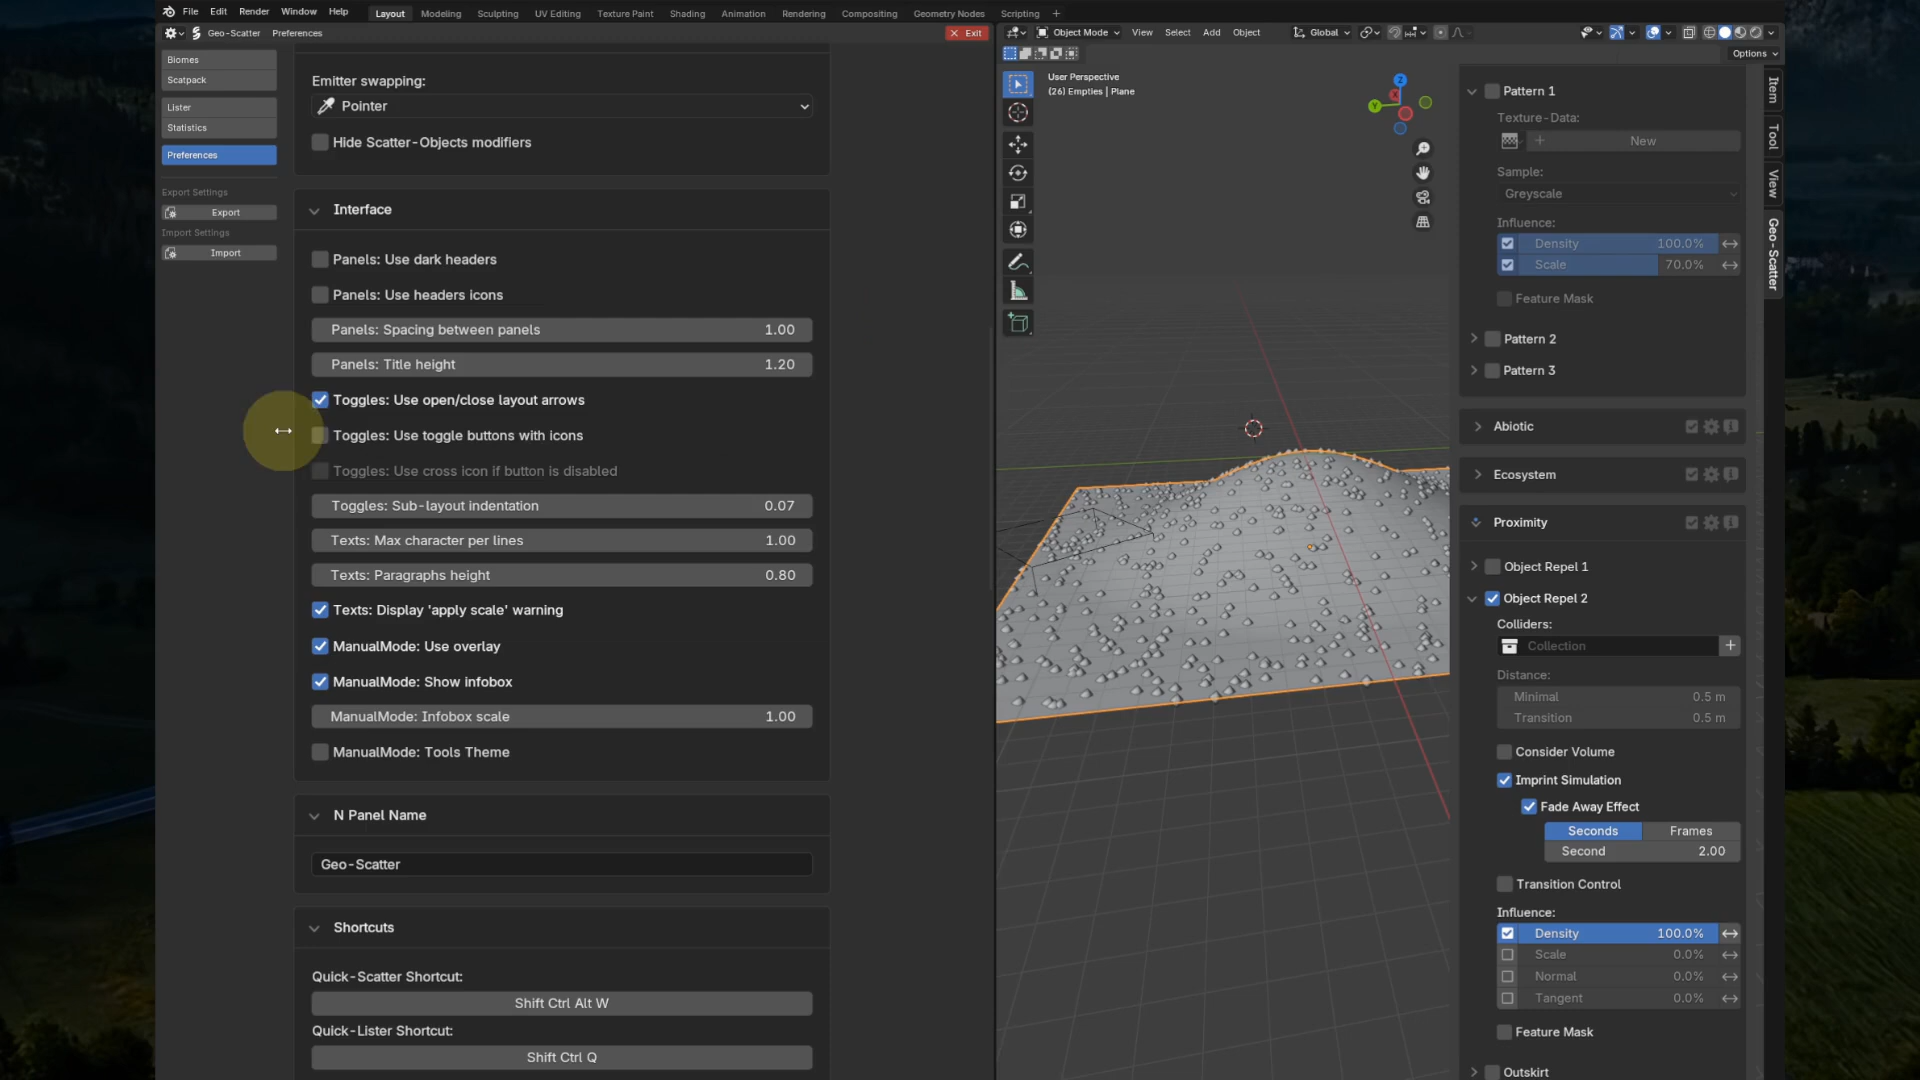 File Edit Render Window Help
Layout Modeling Sculpting UV Editing Texture Paint Shading Animation Rendering Compositing Geometry Nodes Scripting +
Geo-Scatter Preferences
Exit
Object Mode View Select Add Object
Global
Options
Biomes
Scatpack
Lister
Statistics
Preferences
Export Settings
Export
Import Settings
Import
Emitter swapping:
Pointer
Hide Scatter-Objects modifiers
Interface
Panels: Use dark headers
Panels: Use headers icons
Panels: Spacing between panels 1.00
Panels: Title height 1.20
Toggles: Use open/close layout arrows
Toggles: Use toggle buttons with icons
Toggles: Use cross icon if button is disabled
Toggles: Sub-layout indentation 0.07
Texts: Max character per lines 1.00
Texts: Paragraphs height 0.80
Texts: Display 'apply scale' warning
ManualMode: Use overlay
ManualMode: Show infobox
ManualMode: Infobox scale 1.00
ManualMode: Tools Theme
N Panel Name
Geo-Scatter
Shortcuts
Quick-Scatter Shortcut:
Shift Ctrl Alt W
Quick-Lister Shortcut:
Shift Ctrl Q
User Perspective
(26) Empties | Plane
Z
Y
X
Pattern 1
Texture-Data:
New
Sample:
Greyscale
Influence:
Density 100.0%
Scale 70.0%
Feature Mask
Pattern 2
Pattern 3
Abiotic
Ecosystem
Proximity
Object Repel 1
Object Repel 2
Colliders:
Collection
Distance:
Minimal 0.5 m
Transition 0.5 m
Consider Volume
Imprint Simulation
Fade Away Effect
Seconds Frames
Second 2.00
Transition Control
Influence:
Density 100.0%
Scale 0.0%
Normal 0.0%
Tangent 0.0%
Feature Mask
Outskirt
Item
Tool
View
Geo-Scatter